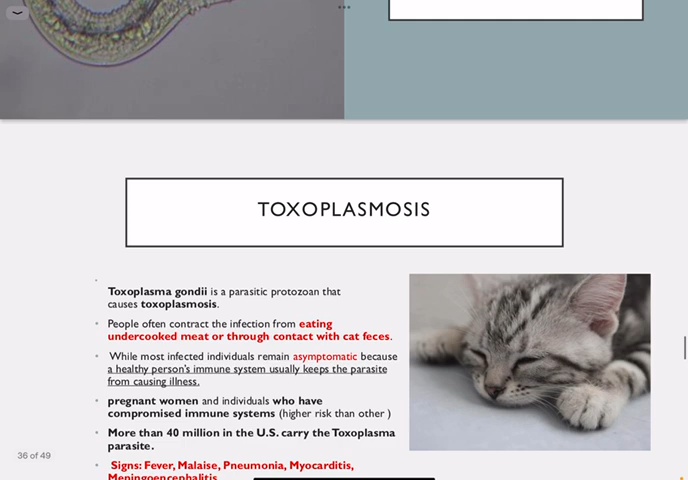 TOXOPLASMOSIS
Toxoplasma gondii is a parasitic protozoan that
causes toxoplasmosis.
People often contract the infection from eating
undercooked meat or through contact with cat feces.
While most infected individuals remain asymptomatic because
a healthy person's immune system usually keeps the parasite
from causing illness.
pregnant women and individuals who have
compromised immune systems (higher risk than other )
More than 40 million in the U.S. carry the Toxoplasma
parasite.
Signs: Fever, Malaise, Pneumonia, Myocarditis,
Meningoencephalitis
36 of 49